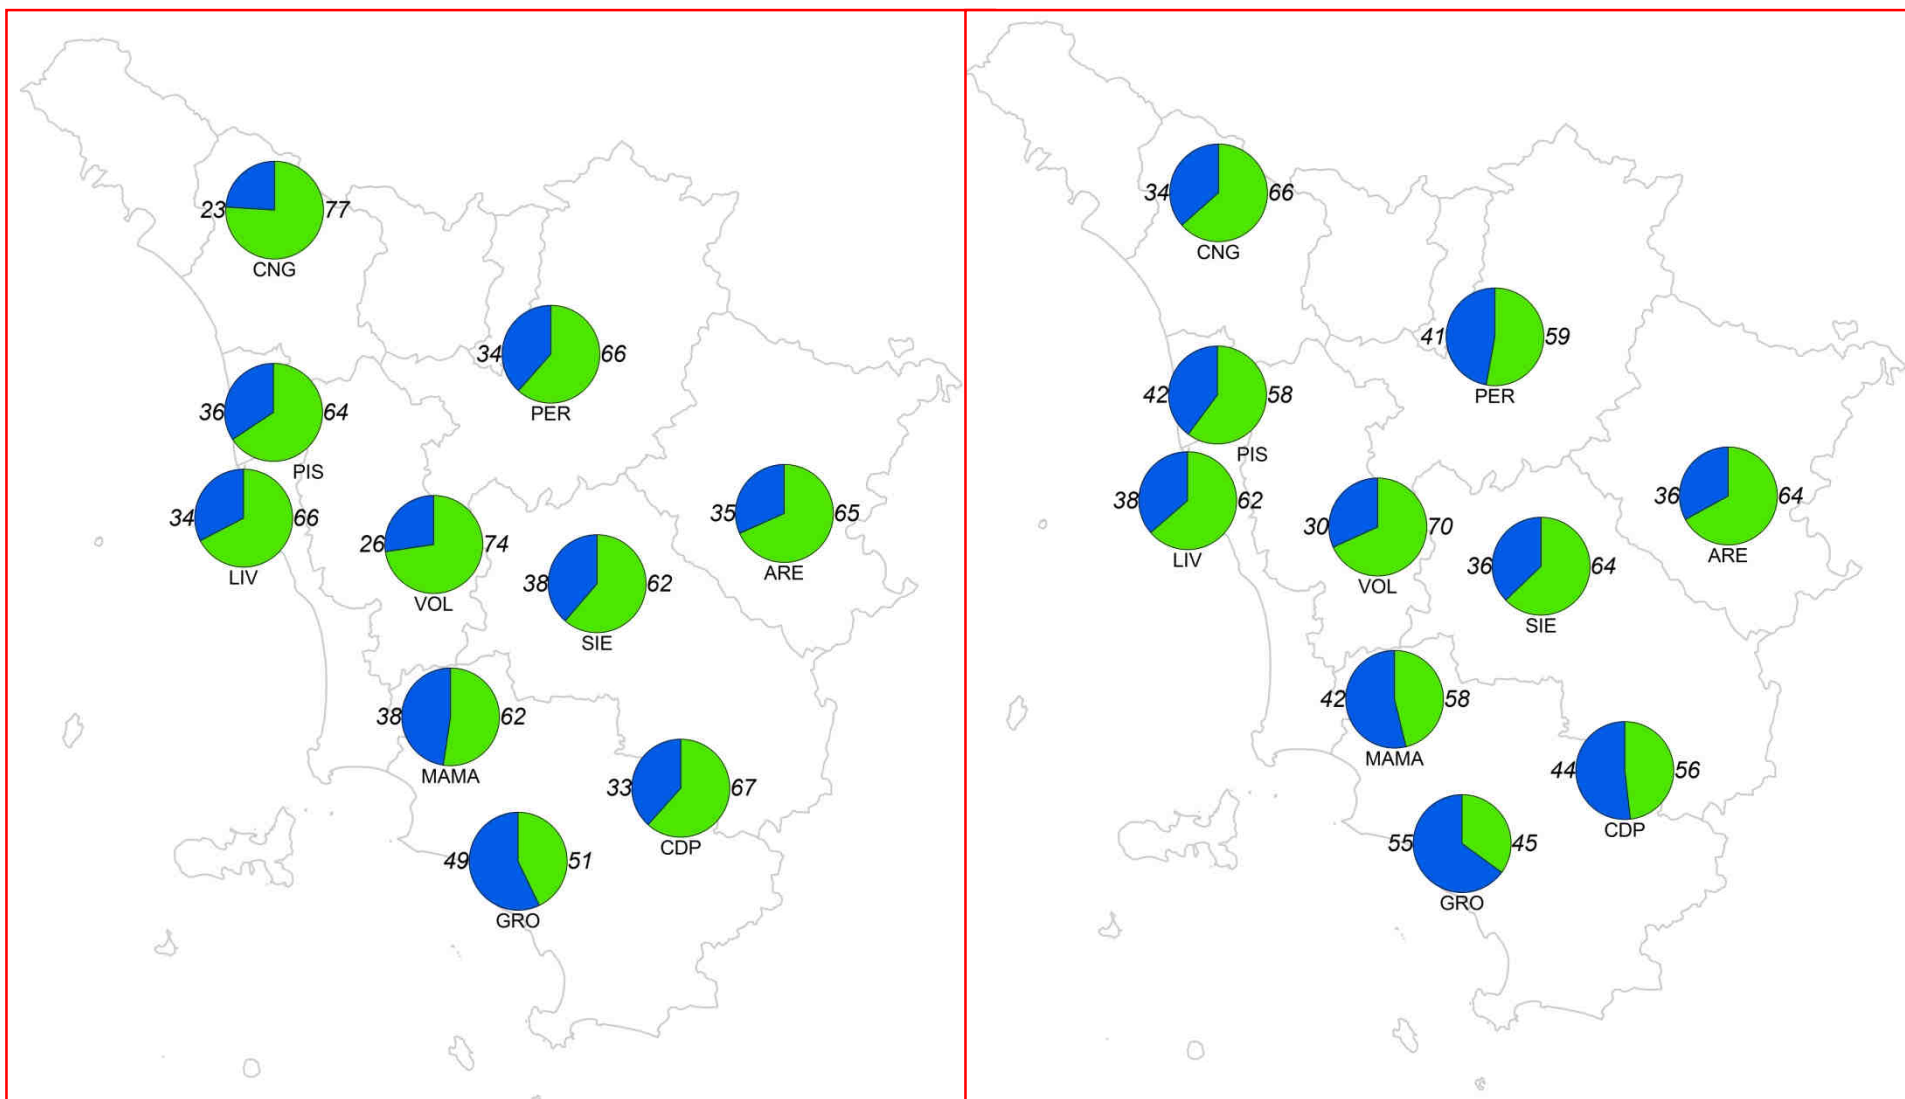 23 77
CNG
34 66
PER
36 64
PIS
34 66
LIV
26 74
VOL
35 65
ARE
38 62
SIE
38 62
MAMA
33 67
CDP
49 51
GRO
34 66
CNG
41 59
PER
42 58
PIS
38 62
LIV
30 70
VOL
36 64
ARE
36 64
SIE
42 58
MAMA
44 56
CDP
55 45
GRO